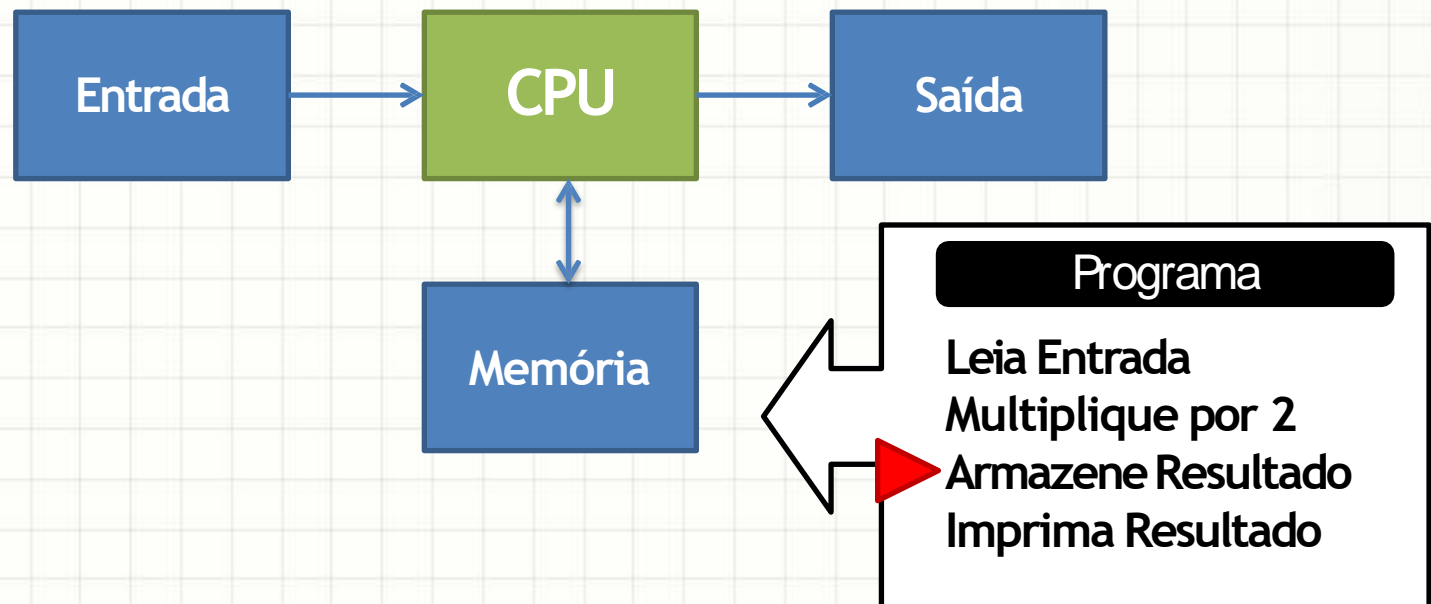 Entrada
CPU
Saída
Memória
Programa
Leia Entrada
Multiplique por 2
Armazene Resultado
Imprima Resultado